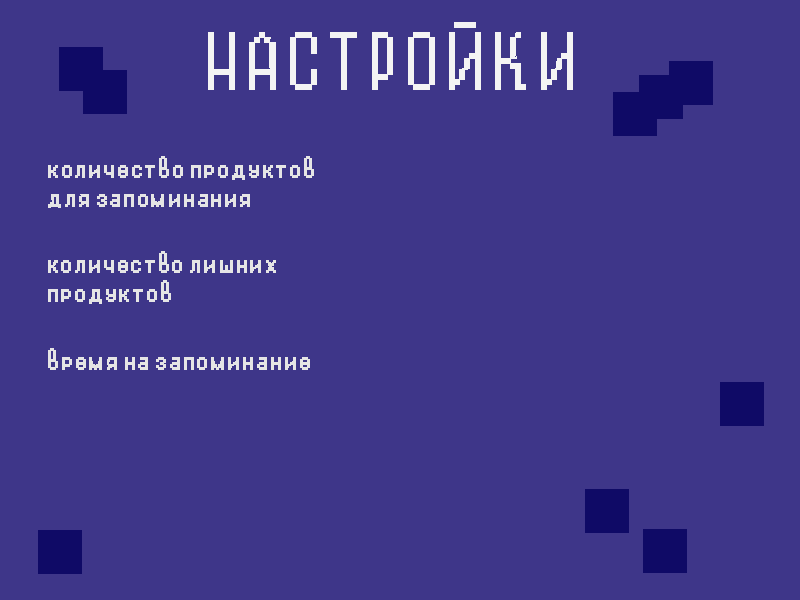 НАСТРОЙКИ
количество продуктов
для запоминания
количество лишних
продуктов
время на запоминание